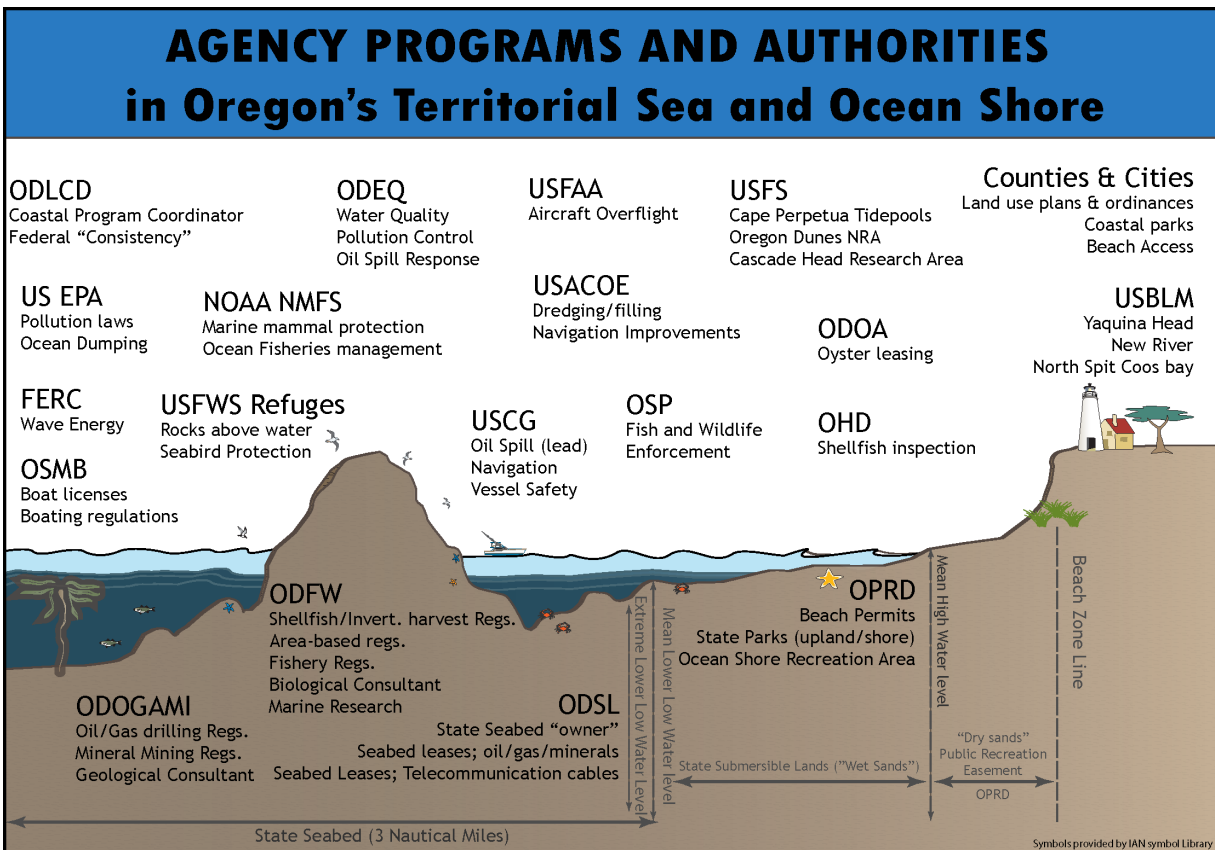 AGENCY PROGRAMS AND AUTHORITIES
in Oregon's Territorial Sea and Ocean Shore
ODLCD
Coastal Program Coordinator
Federal "Consistency"
ODEQ
Water Quality
Pollution Control
Oil Spill Response
USFAA
Aircraft Overflight
USFS
Cape Perpetua Tidepools
Oregon Dunes NRA
Cascade Head Research Area
Counties & Cities
Land use plans & ordinances
Coastal parks
Beach Access
US EPA
Pollution laws
Ocean Dumping
NOAA NMFS
Marine mammal protection
Ocean Fisheries management
USACOE
Dredging/filling
Navigation Improvements
ODOA
Oyster leasing
USBLM
Yaquina Head
New River
North Spit Coos bay
FERC
Wave Energy
USFWS Refuges
Rocks above water
Seabird Protection
USCG
Oil Spill (lead)
Navigation
Vessel Safety
OSP
Fish and Wildlife
Enforcement
OHD
Shellfish inspection
OSMB
Boat licenses
Boating regulations
ODFW
Shellfish/Invert. harvest Regs.
Area-based regs.
Fishery Regs.
Biological Consultant
Marine Research
OPRD
Beach Permits
State Parks (upland/shore)
Ocean Shore Recreation Area
ODOGAMI
Oil/Gas drilling Regs.
Mineral Mining Regs.
Geological Consultant
ODSL
State Seabed "owner"
Seabed leases; oil/gas/minerals
Seabed Leases; Telecommunication cables
Extreme Lower Low Water Level
Mean Lower Low Water level
Mean High Water level
Beach Zone Line
State Submersible Lands ("Wet Sands")
"Dry sands"
Public Recreation
Easement
OPRD
State Seabed (3 Nautical Miles)
Symbols provided by IAN symbol Library